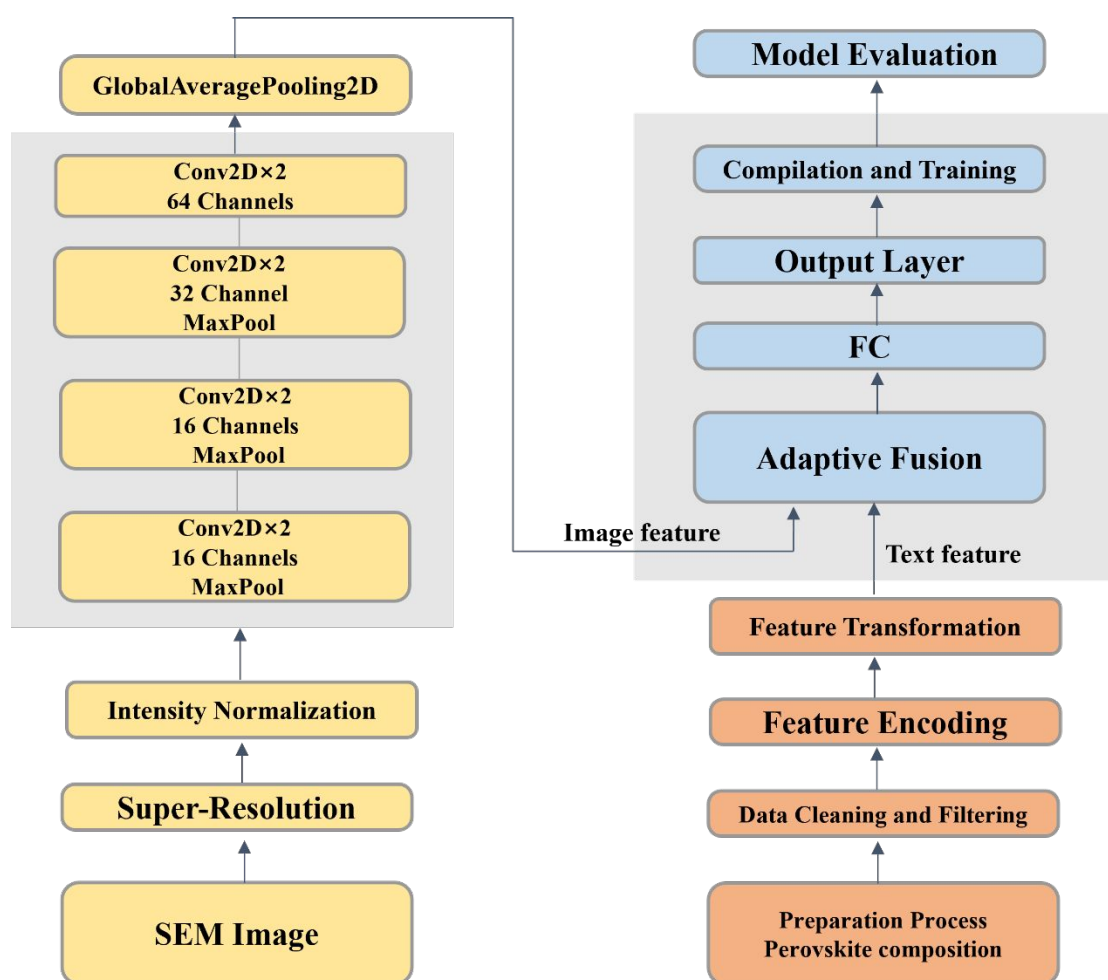 GlobalAveragePooling2D
Conv2D×2
64 Channels
Conv2D×2
32 Channel
MaxPool
Conv2D×2
16 Channels
MaxPool
Conv2D×2
16 Channels
MaxPool
Intensity Normalization
Super-Resolution
SEM Image
Image feature
Model Evaluation
Compilation and Training
Output Layer
FC
Adaptive Fusion
Text feature
Feature Transformation
Feature Encoding
Data Cleaning and Filtering
Preparation Process
Perovskite composition